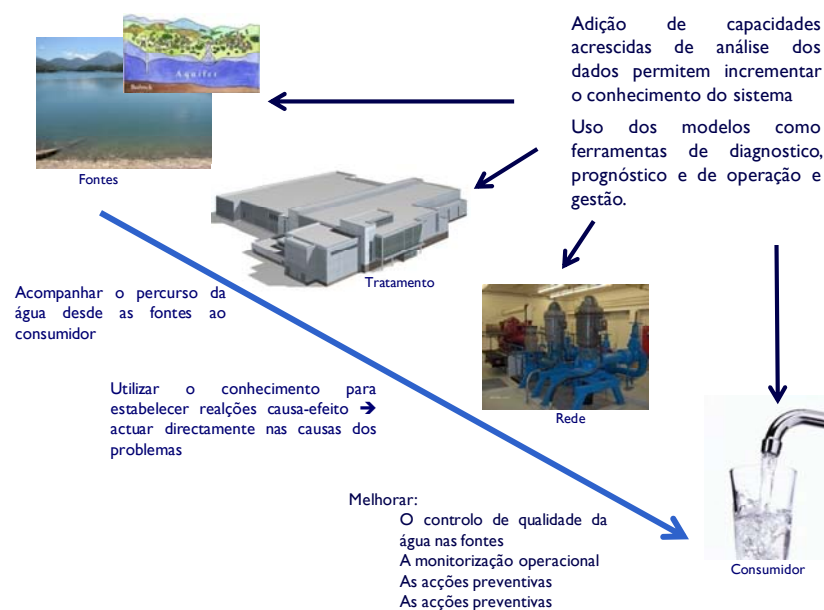 Adição de capacidades
acrescidas de análise dos
dados permitem incrementar
o conhecimento do sistema
Uso dos modelos como
ferramentas de diagnostico,
prognóstico e de operação e
gestão.
Aquifer
Fontes
Tratamento
Acompanhar o percurso da
água desde as fontes ao
consumidor
Rede
Utilizar o conhecimento para
estabelecer realções causa-efeito ➔
actuar directamente nas causas dos
problemas
Melhorar:
O controlo de qualidade da
água nas fontes
A monitorização operacional
As acções preventivas
As acções preventivas
Consumidor